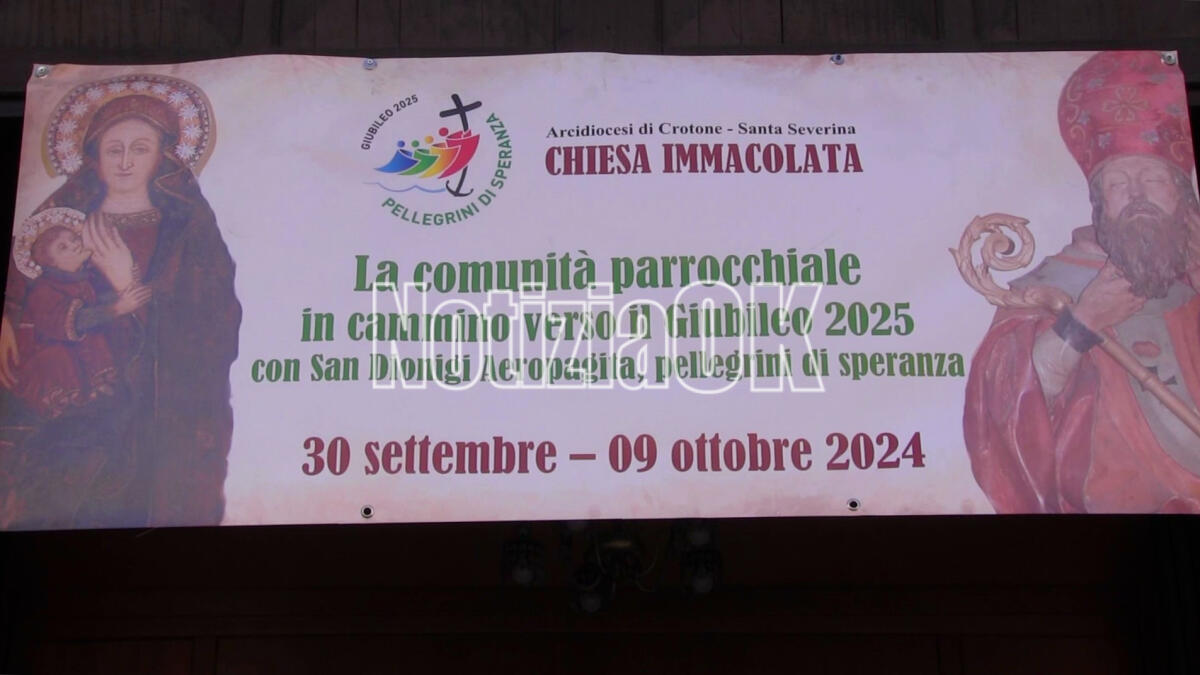 GIUBILEO 2025
PELLEGRINI DI SPERANZA
Arcidiocesi di Crotone - Santa Severina
CHIESA IMMACOLATA
La comunità parrocchiale
in cammino verso il Giubileo 2025
con San Dionigi Aeropagita, pellegrini di speranza
NotiziaOK
30 settembre – 09 ottobre 2024